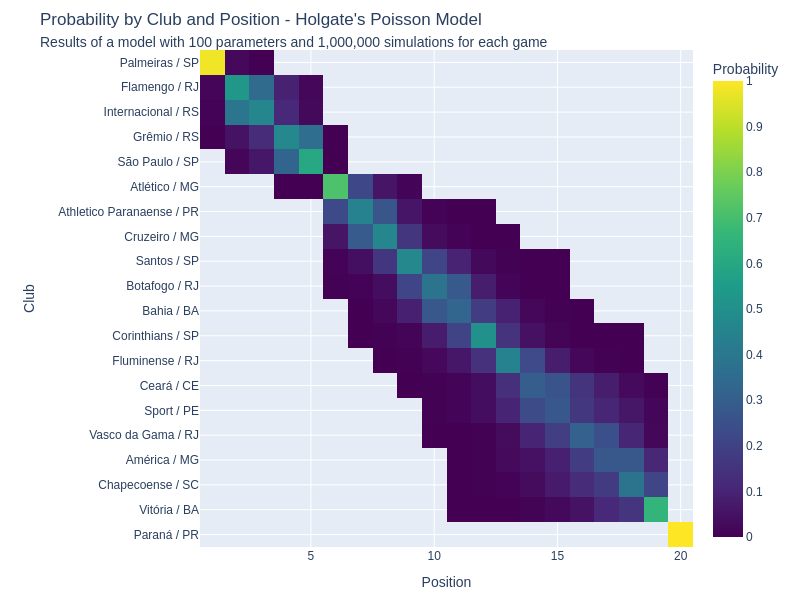 Probability by Club and Position - Holgate's Poisson Model
Results of a model with 100 parameters and 1,000,000 simulations for each game
Probability
Palmeiras / SP
Flamengo / RJ
Internacional / RS
Grêmio / RS
São Paulo / SP
Atlético / MG
Athletico Paranaense / PR
Cruzeiro / MG
Santos / SP
Botafogo / RJ
Bahia / BA
Corinthians / SP
Fluminense / RJ
Ceará / CE
Sport / PE
Vasco da Gama / RJ
América / MG
Chapecoense / SC
Vitória / BA
Paraná / PR
Club
5
10
15
20
Position
1
0.9
0.8
0.7
0.6
0.5
0.4
0.3
0.2
0.1
0